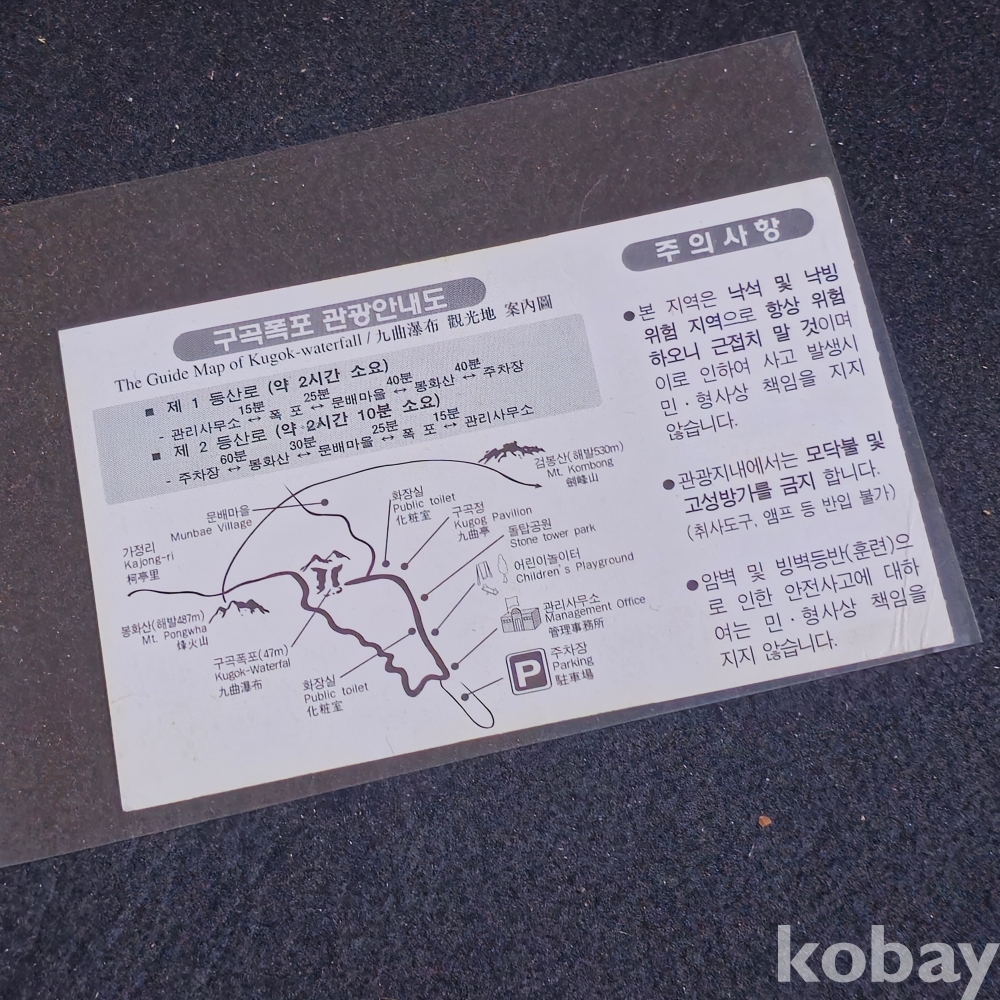 구곡폭포 관광안내도
The Guide Map of Kugok-waterfall / 九曲瀑布 觀光地 案內圖
■ 제 1 등산로 (약 2시간 소요)
15분 25분 40분 40분
- 관리사무소 ↔ 폭 포 ↔ 문배마을 ↔ 봉화산 ↔ 주차장
■ 제 2 등산로 (약 2시간 10분 소요)
60분 30분 25분 15분
- 주차장 ↔ 봉화산 ↔ 문배마을 ↔ 폭 포 ↔ 관리사무소
검봉산(해발530m)
Mt. Kombong
劍峰山
문배마을
Munbae Village
화장실
Public toilet
化粧室
구곡정
Kugog Pavilion
九曲亭
돌탑공원
Stone tower park
가정리
Kajong-ri
柯亭里
어린이놀이터
Children's Playground
봉화산(해발487m)
Mt. Pongwha
烽火山
관리사무소
Management Office
管理事務所
구곡폭포(47m)
Kugok-Waterfal
九曲瀑布
화장실
Public toilet
化粧室
P
주차장
Parking
駐車場
주의사항
● 본 지역은 낙석 및 낙빙
위험 지역으로 항상 위험
하오니 근접치 말 것이며
이로 인하여 사고 발생시
민·형사상 책임을 지지
않습니다.
● 관광지내에서는 모닥불 및
고성방가를 금지 합니다.
(취사도구, 앰프 등 반입 불가)
● 암벽 및 빙벽등반(훈련)으
로 인한 안전사고에 대하
여는 민·형사상 책임을
지지 않습니다.
kobay